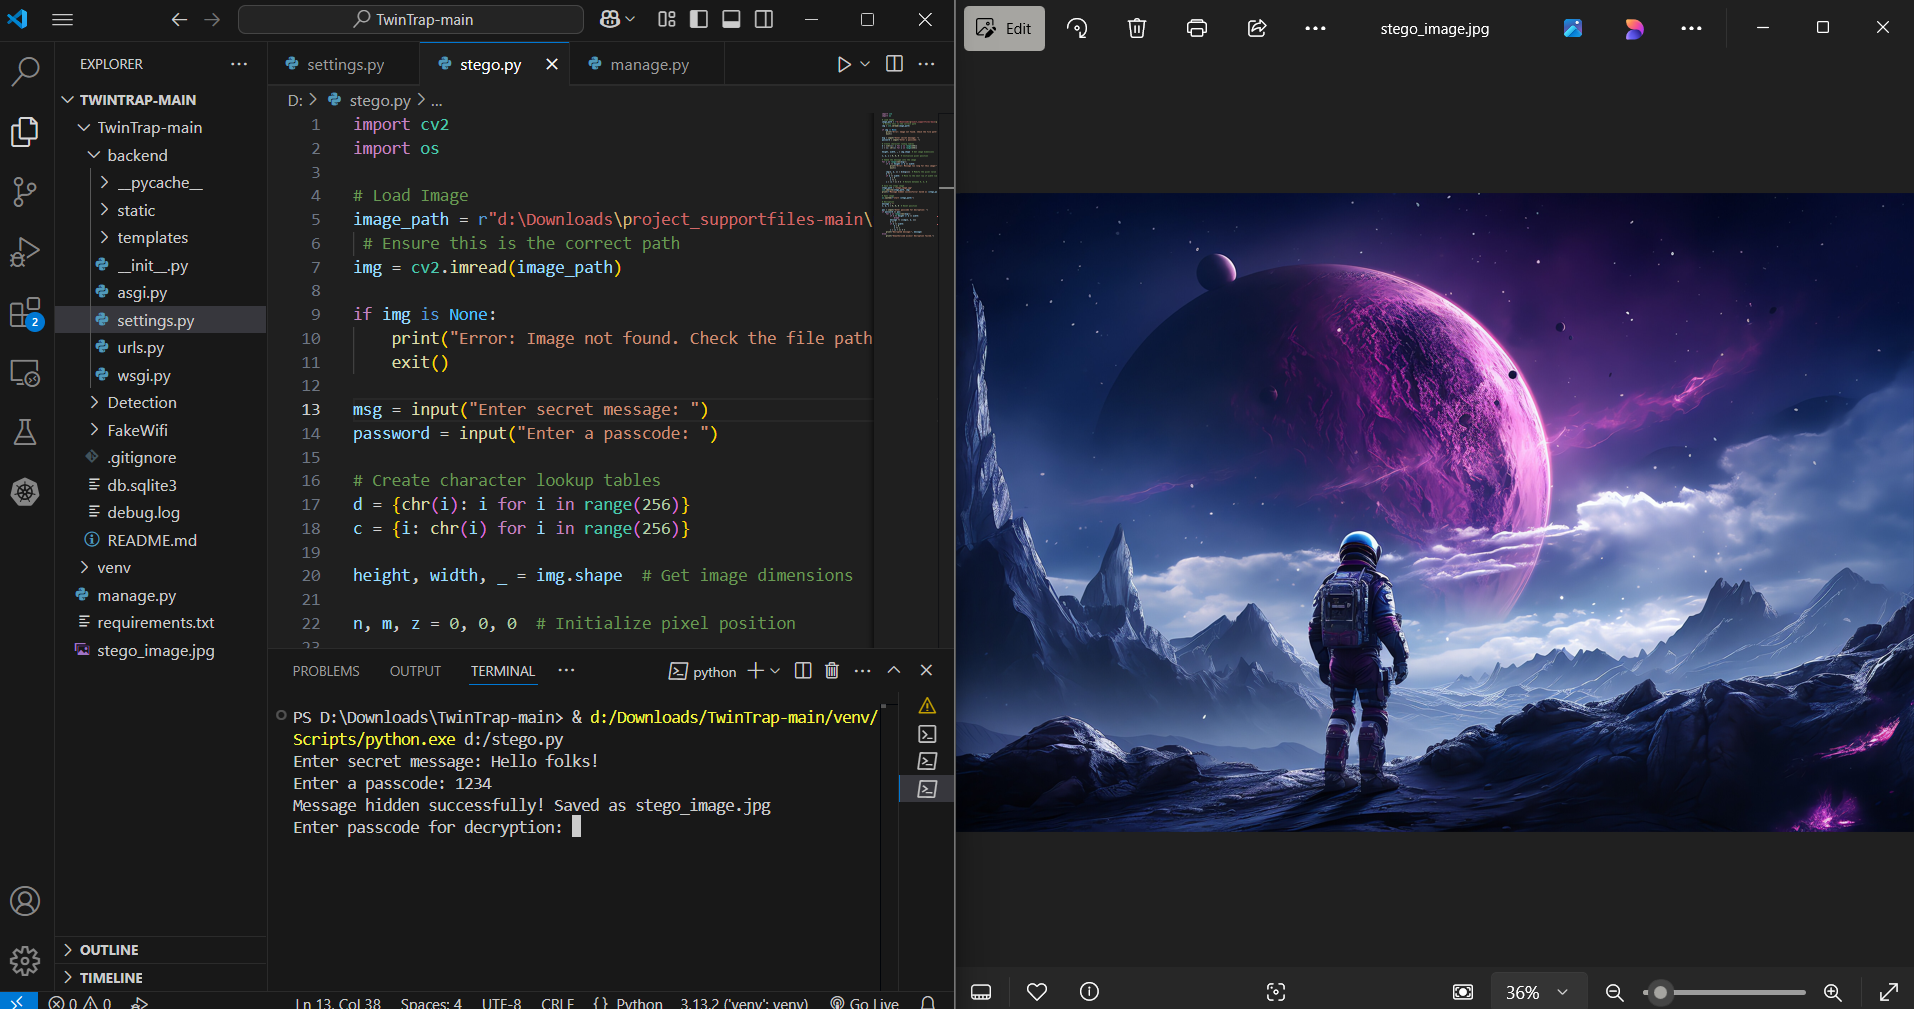 TwinTrap-main
EXPLORER
TWINTRAP-MAIN
TwinTrap-main
backend
__pycache__
static
templates
__init__.py
asgi.py
settings.py
urls.py
wsgi.py
Detection
FakeWifi
.gitignore
db.sqlite3
debug.log
README.md
venv
manage.py
requirements.txt
stego_image.jpg
OUTLINE
TIMELINE
2
settings.py
stego.py
manage.py
D: > stego.py > ...
1 import cv2
2 import os
3
4 # Load Image
5 image_path = r"d:\Downloads\project_supportfiles-main\
6 # Ensure this is the correct path
7 img = cv2.imread(image_path)
8
9 if img is None:
10 print("Error: Image not found. Check the file path
11 exit()
12
13 msg = input("Enter secret message: ")
14 password = input("Enter a passcode: ")
15
16 # Create character lookup tables
17 d = {chr(i): i for i in range(256)}
18 c = {i: chr(i) for i in range(256)}
19
20 height, width, _ = img.shape # Get image dimensions
21
22 n, m, z = 0, 0, 0 # Initialize pixel position
23
PROBLEMS OUTPUT TERMINAL ... python
PS D:\Downloads\TwinTrap-main> & d:/Downloads/TwinTrap-main/venv/
Scripts/python.exe d:/stego.py
Enter secret message: Hello folks!
Enter a passcode: 1234
Message hidden successfully! Saved as stego_image.jpg
Enter passcode for decryption:
0 0 Ln 13, Col 38 Spaces: 4 UTF-8 CRLF {} Python 3.13.2 ('venv': venv) Go Live
Edit
stego_image.jpg
36%